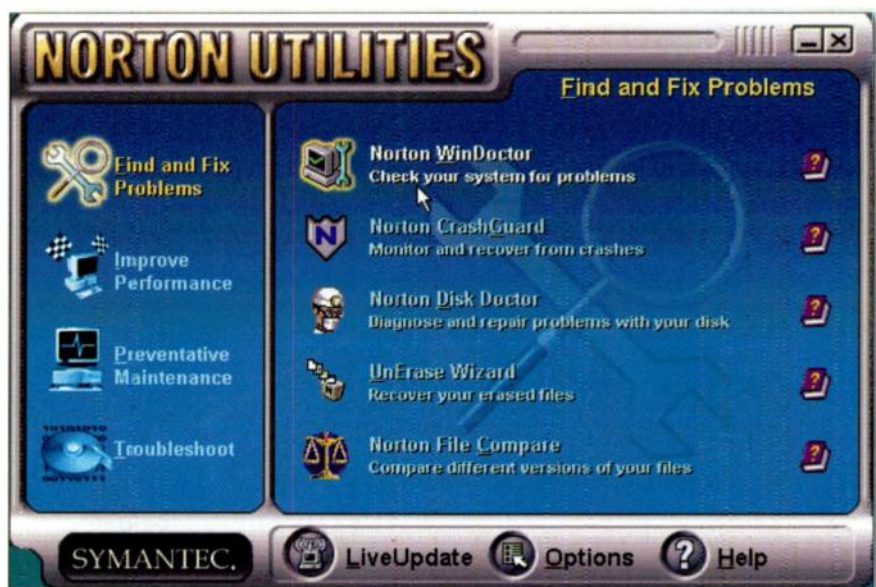 NORTON UTILITIES
Find and Fix Problems
Find and Fix
Problems
Improve
Performance
Preventative
Maintenance
Troubleshoot
Norton WinDoctor
Check your system for problems
Norton CrashGuard
Monitor and recover from crashes
Norton Disk Doctor
Diagnose and repair problems with your disk
UnErase Wizard
Recover your erased files
Norton File Compare
Compare different versions of your files
SYMANTEC.
LiveUpdate
Options
Help